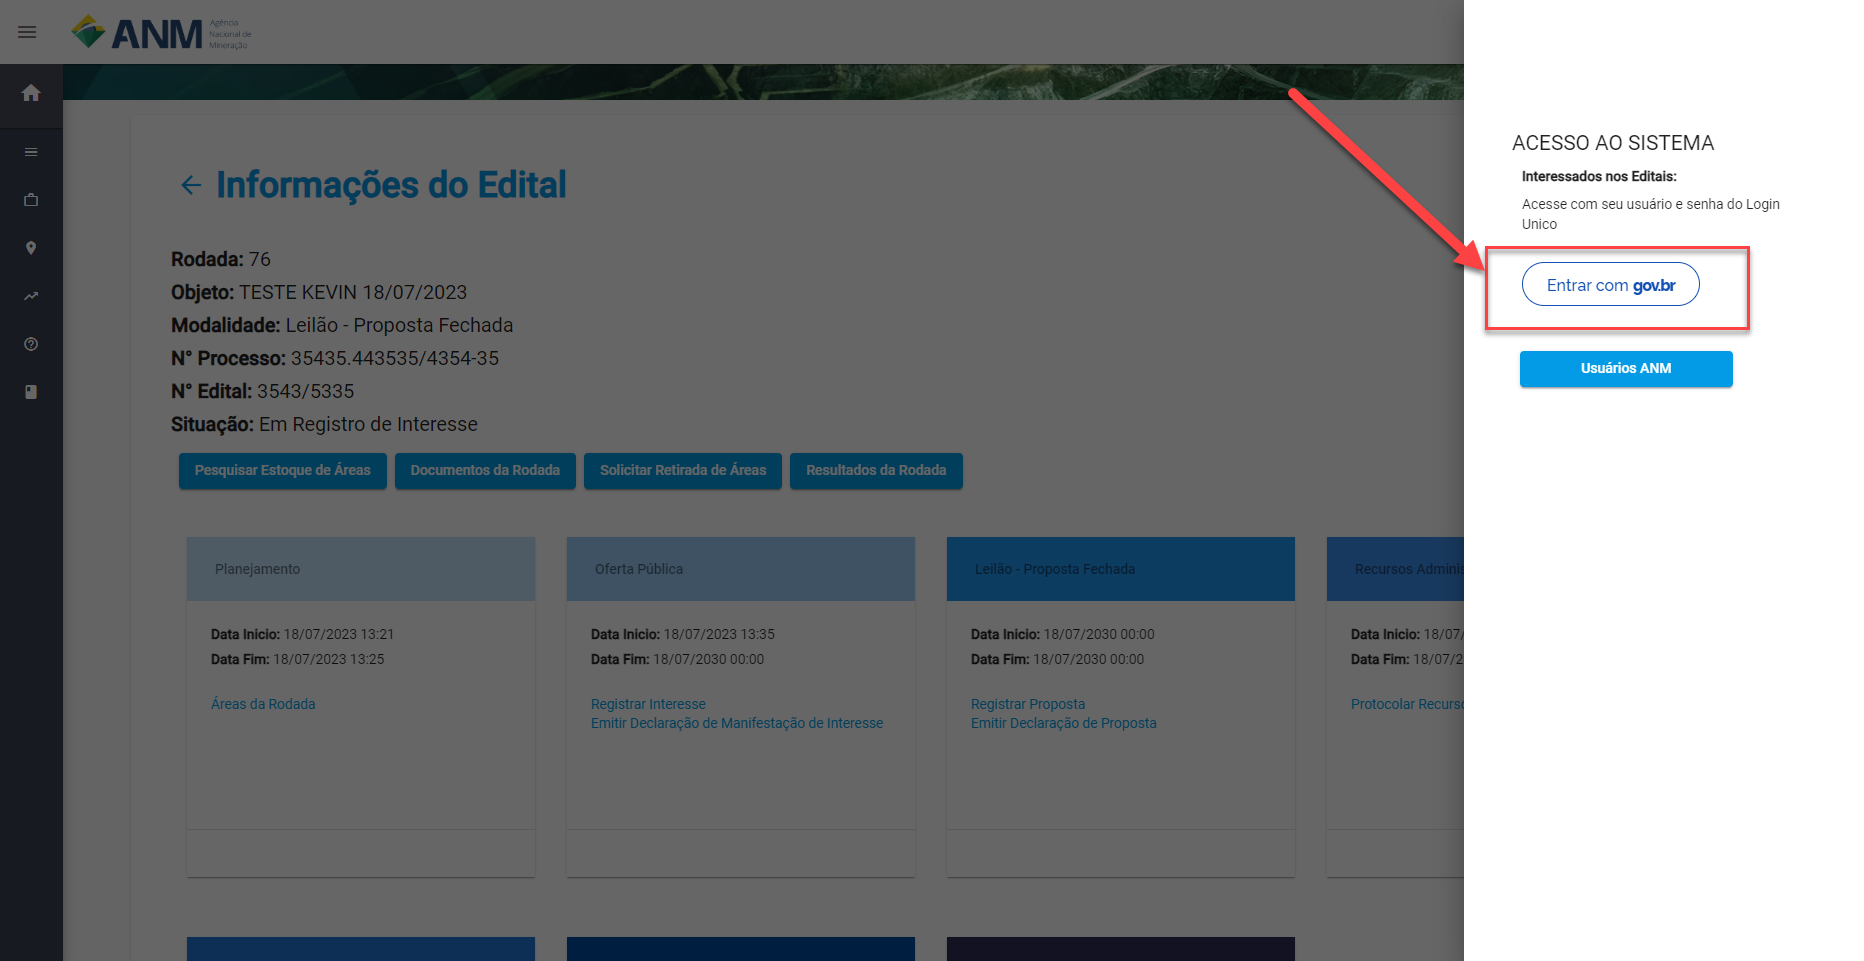 ANM
Agência
Nacional de
Mineração
Informações do Edital
Rodada: 76
Objeto: TESTE KEVIN 18/07/2023
Modalidade: Leilão - Proposta Fechada
N° Processo: 35435.443535/4354-35
N° Edital: 3543/5335
Situação: Em Registro de Interesse
Pesquisar Estoque de Áreas
Documentos da Rodada
Solicitar Retirada de Áreas
Resultados da Rodada
Planejamento
Data Inicio: 18/07/2023 13:21
Data Fim: 18/07/2023 13:25
Áreas da Rodada
Oferta Pública
Data Inicio: 18/07/2023 13:35
Data Fim: 18/07/2030 00:00
Registrar Interesse
Emitir Declaração de Manifestação de Interesse
Leilão - Proposta Fechada
Data Inicio: 18/07/2030 00:00
Data Fim: 18/07/2030 00:00
Registrar Proposta
Emitir Declaração de Proposta
Recursos Adminis
Data Inicio: 18/07/
Data Fim: 18/07/2
Protocolar Recurso
ACESSO AO SISTEMA
Interessados nos Editais:
Acesse com seu usuário e senha do Login
Unico
Entrar com gov.br
Usuários ANM